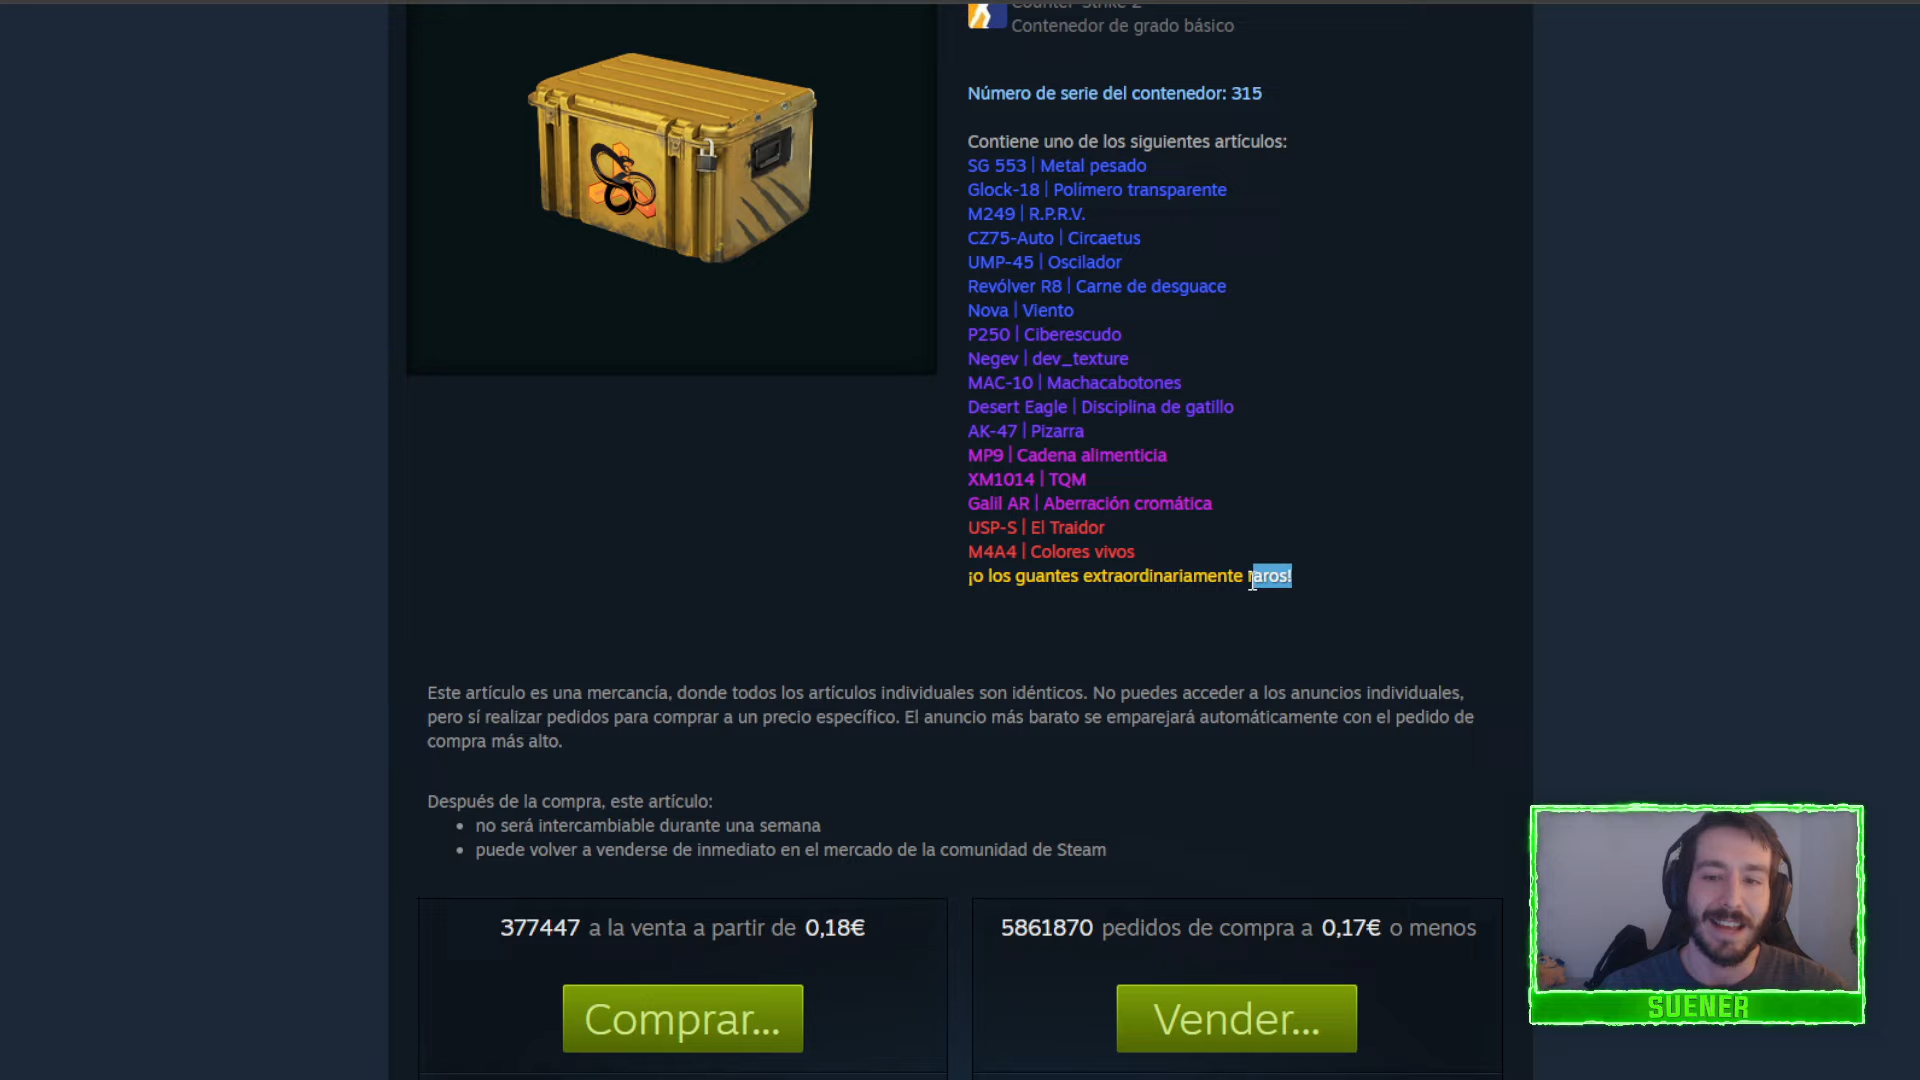 Counter-Strike 2
Contenedor de grado básico
Número de serie del contenedor: 315
Contiene uno de los siguientes artículos:
SG 553 | Metal pesado
Glock-18 | Polímero transparente
M249 | R.P.R.V.
CZ75-Auto | Circaetus
UMP-45 | Oscilador
Revólver R8 | Carne de desguace
Nova | Viento
P250 | Ciberescudo
Negev | dev_texture
MAC-10 | Machacabotones
Desert Eagle | Disciplina de gatillo
AK-47 | Pizarra
MP9 | Cadena alimenticia
XM1014 | TQM
Galil AR | Aberración cromática
USP-S | El Traidor
M4A4 | Colores vivos
¡o los guantes extraordinariamente raros!
Este artículo es una mercancía, donde todos los artículos individuales son idénticos. No puedes acceder a los anuncios individuales,
pero sí realizar pedidos para comprar a un precio específico. El anuncio más barato se emparejará automáticamente con el pedido de
compra más alto.
Después de la compra, este artículo:
• no será intercambiable durante una semana
• puede volver a venderse de inmediato en el mercado de la comunidad de Steam
377447 a la venta a partir de 0,18€
Comprar...
5861870 pedidos de compra a 0,17€ o menos
Vender...
SUENER